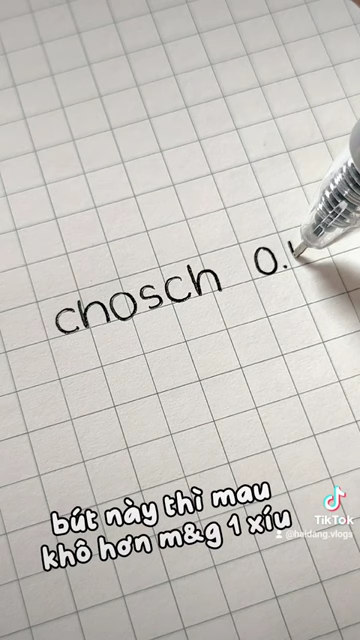 chosch 0.
bút này thì mau
khô hơn m&g 1 xíu
TikTok
@haidang.vlogs